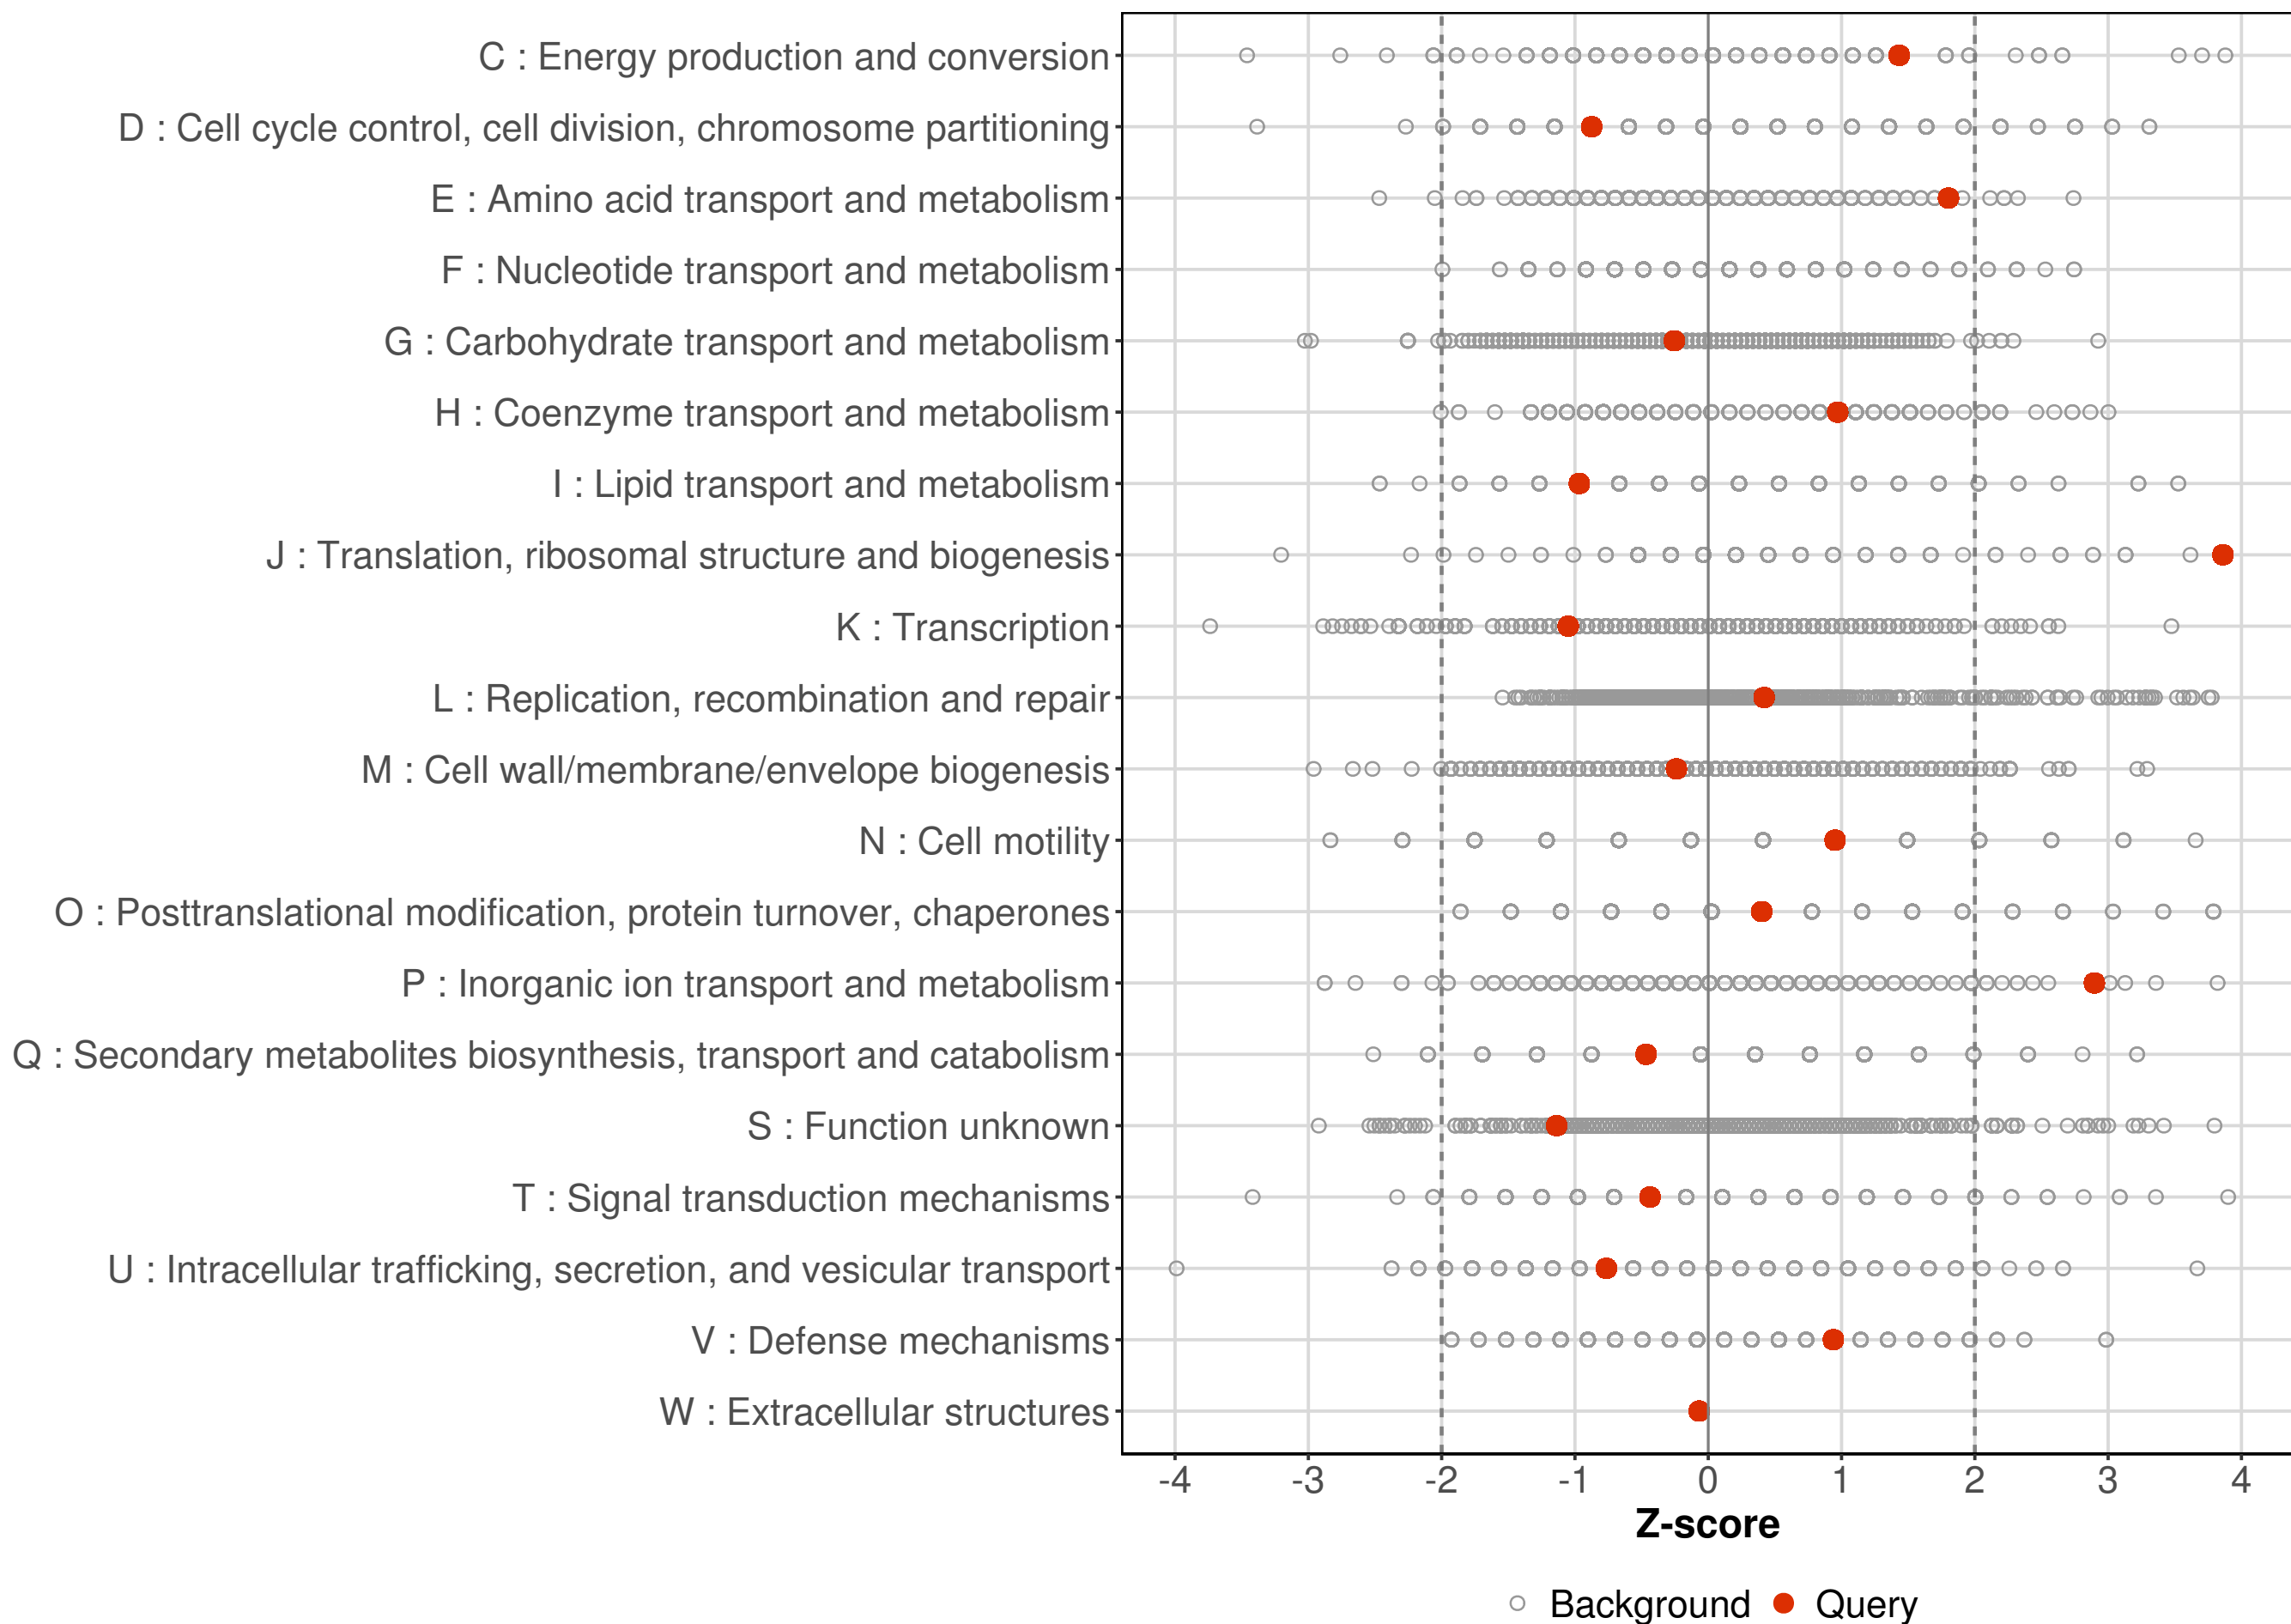 C : Energy production and conversion
D : Cell cycle control, cell division, chromosome partitioning
E : Amino acid transport and metabolism
F : Nucleotide transport and metabolism
G : Carbohydrate transport and metabolism
H : Coenzyme transport and metabolism
I : Lipid transport and metabolism
J : Translation, ribosomal structure and biogenesis
K : Transcription
L : Replication, recombination and repair
M : Cell wall/membrane/envelope biogenesis
N : Cell motility
O : Posttranslational modification, protein turnover, chaperones
P : Inorganic ion transport and metabolism
Q : Secondary metabolites biosynthesis, transport and catabolism
S : Function unknown
T : Signal transduction mechanisms
U : Intracellular trafficking, secretion, and vesicular transport
V : Defense mechanisms
W : Extracellular structures
-4 -3 -2 -1 0 1 2 3 4
Z-score
Background Query